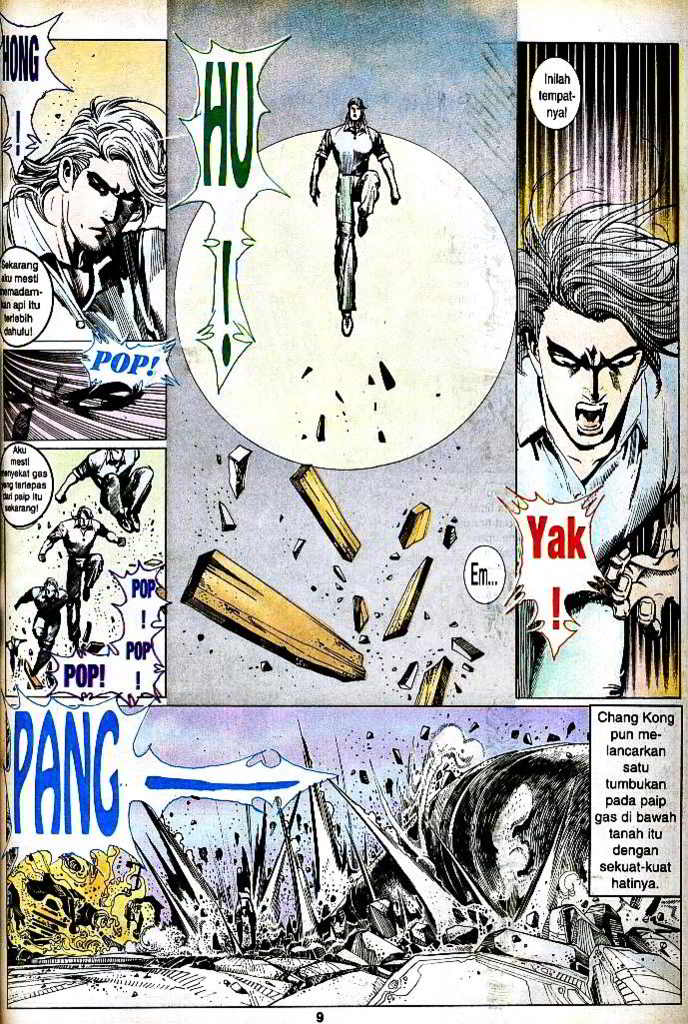 HONG
!
Sekarang
aku mesti
memadam-
kan api itu
terlebih
dahulu!
POP!
Aku
mesti
menyekat gas
yang terlepas
dari paip itu
sekarang!
POP
!
POP
!
POP!
HU
!
!
Em...
Inilah
tempat-
nya!
Yak
!
PANG
Chang Kong
pun me-
lancarkan
satu
tumbukan
pada paip
gas di bawah
tanah itu
dengan
sekuat-kuat
hatinya.
9